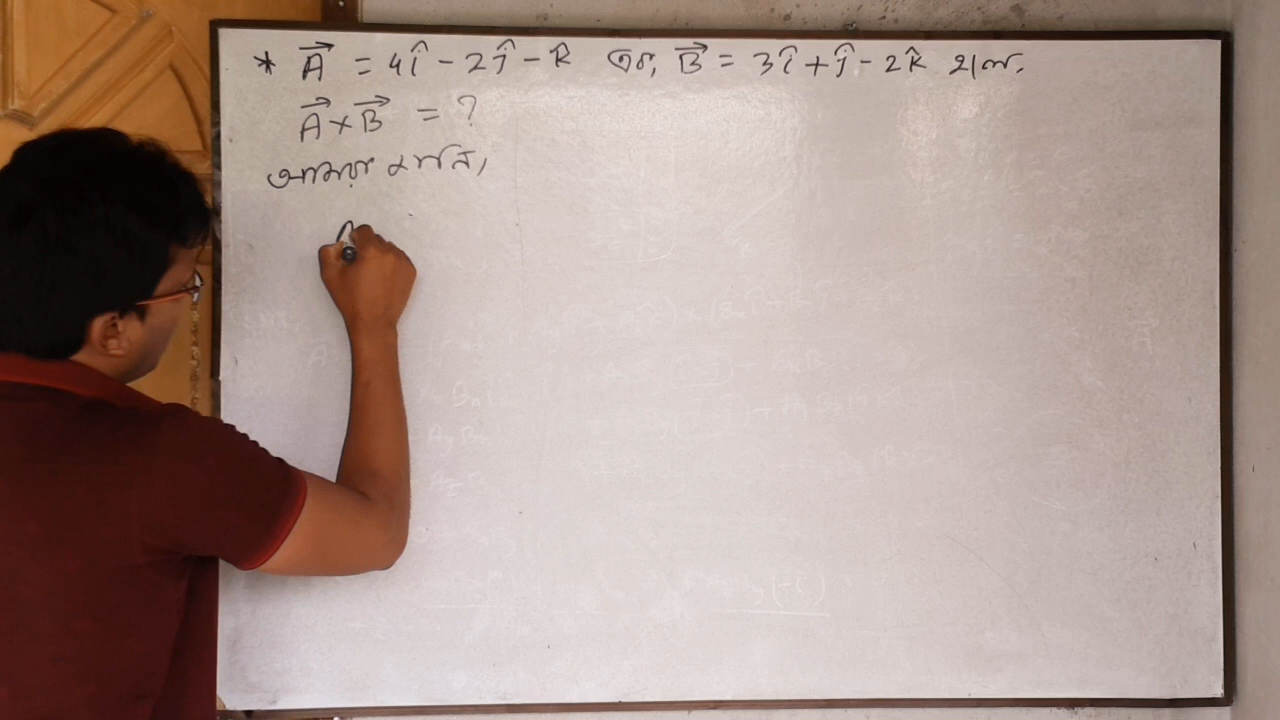 * A⃗ = 4î - 2ĵ - k̂ এবং, B⃗ = 3î + ĵ - 2k̂ হলে,
A⃗ × B⃗ = ?
আমরা জানি,